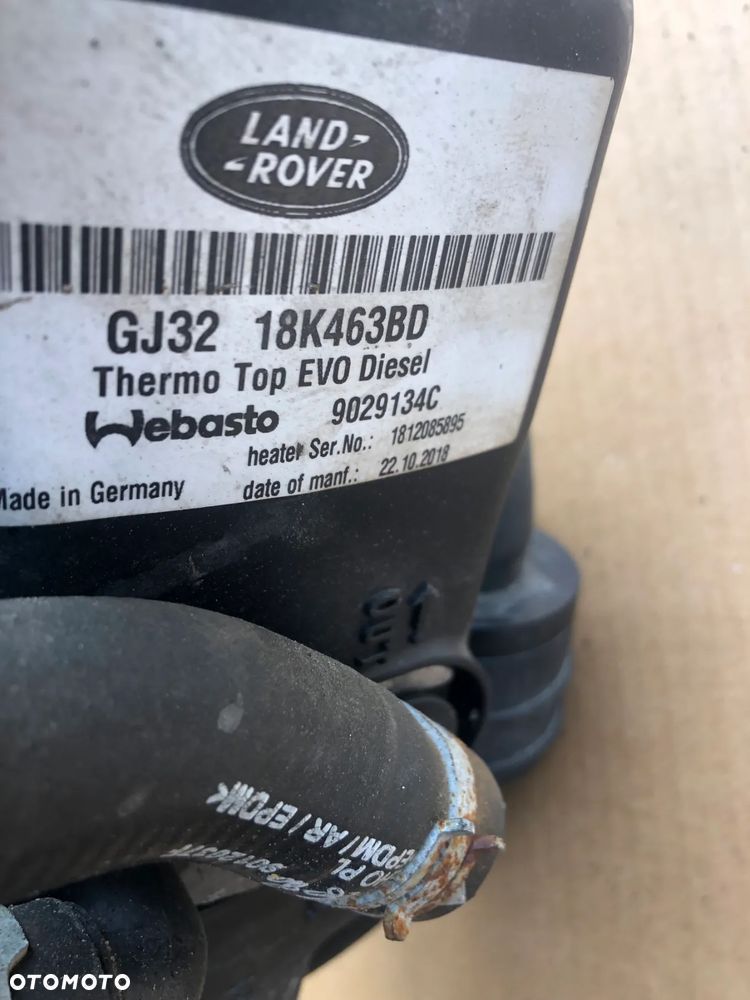 LAND-
-ROVER
GJ32 18K463BD
Thermo Top EVO Diesel
Webasto 9029134C
heater Ser.No.: 1812085895
Made in Germany date of manf.: 22.10.2018
EPDM/AR/EPDM
PL
OTOMOTO